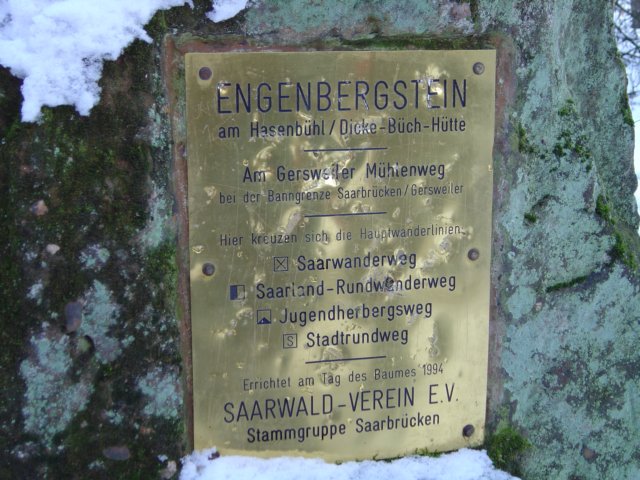 ENGENBERGSTEIN
am Hasenbühl/Dicke-Büch-Hütte
Am Gersweiler Mühlenweg
bei der Banngrenze Saarbrücken/Gersweiler
Hier kreuzen sich die Hauptwanderlinien:
Saarwanderweg
Saarland-Rundwanderweg
Jugendherbergsweg
S Stadtrundweg
Errichtet am Tag des Baumes 1994
SAARWALD-VEREIN E.V.
Stammgruppe Saarbrücken